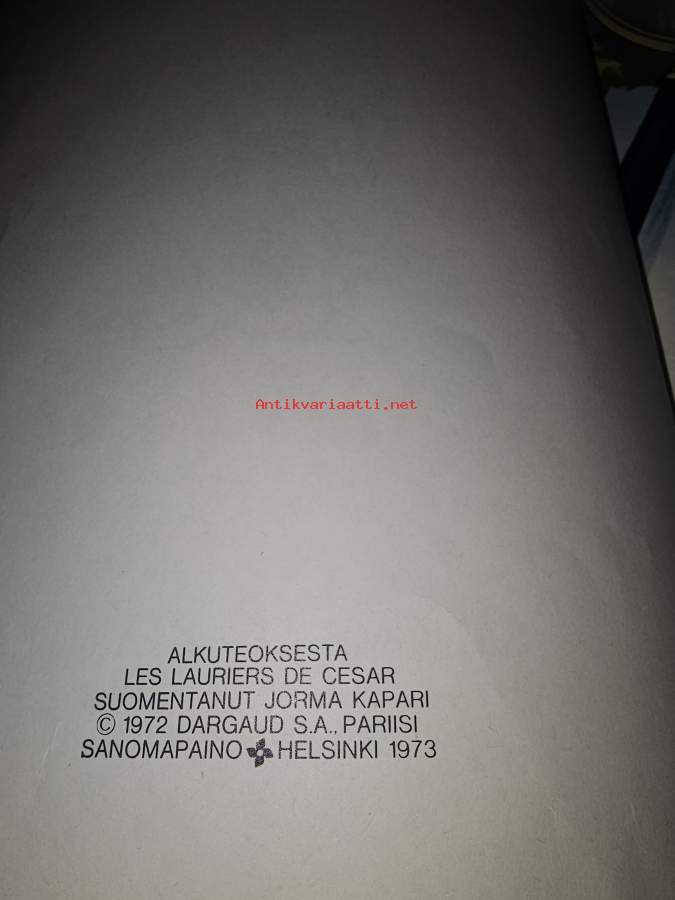 Antikvariaatti.net
ALKUTEOKSESTA
LES LAURIERS DE CESAR
SUOMENTANUT JORMA KAPARI
© 1972 DARGAUD S.A., PARIISI
SANOMAPAINO HELSINKI 1973